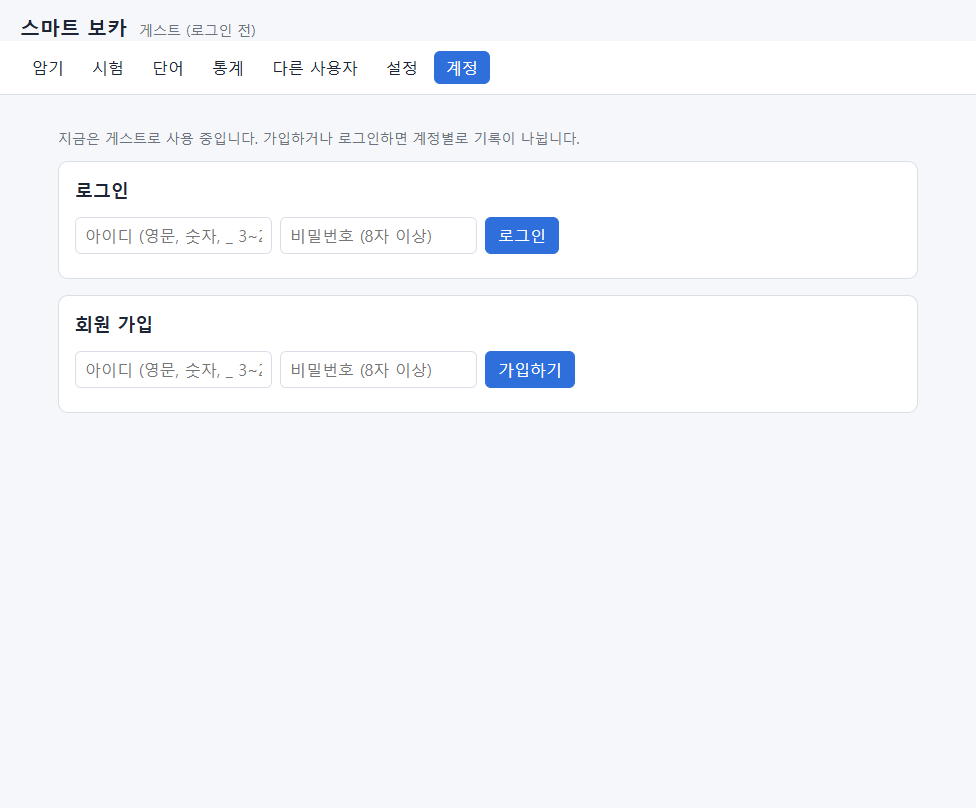 스마트 보카 게스트 (로그인 전)
암기 시험 단어 통계 다른 사용자 설정 계정
지금은 게스트로 사용 중입니다. 가입하거나 로그인하면 계정별로 기록이 나뉩니다.
로그인
아이디 (영문, 숫자, _ 3~ 비밀번호 (8자 이상) 로그인
회원 가입
아이디 (영문, 숫자, _ 3~ 비밀번호 (8자 이상) 가입하기